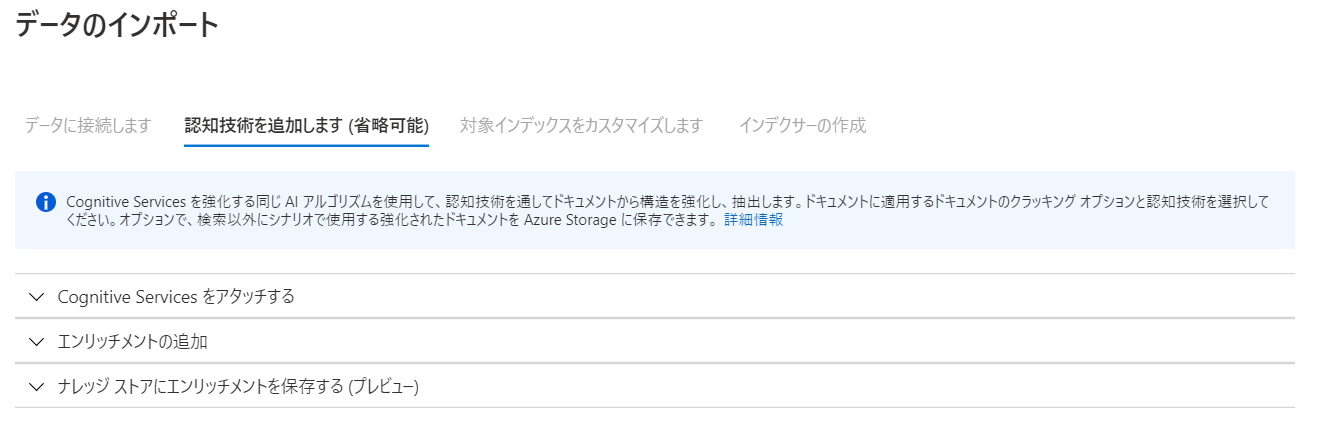 データのインポート
データに接続します 認知技術を追加します (省略可能) 対象インデックスをカスタマイズします インデクサーの作成
Cognitive Services を強化する同じ AI アルゴリズムを使用して、認知技術を通してドキュメントから構造を強化し、抽出します。ドキュメントに適用するドキュメントのクラッキング オプションと認知技術を選択して
ください。オプションで、検索以外にシナリオで使用する強化されたドキュメントを Azure Storage に保存できます。 詳細情報
Cognitive Services をアタッチする
エンリッチメントの追加
ナレッジ ストアにエンリッチメントを保存する (プレビュー)